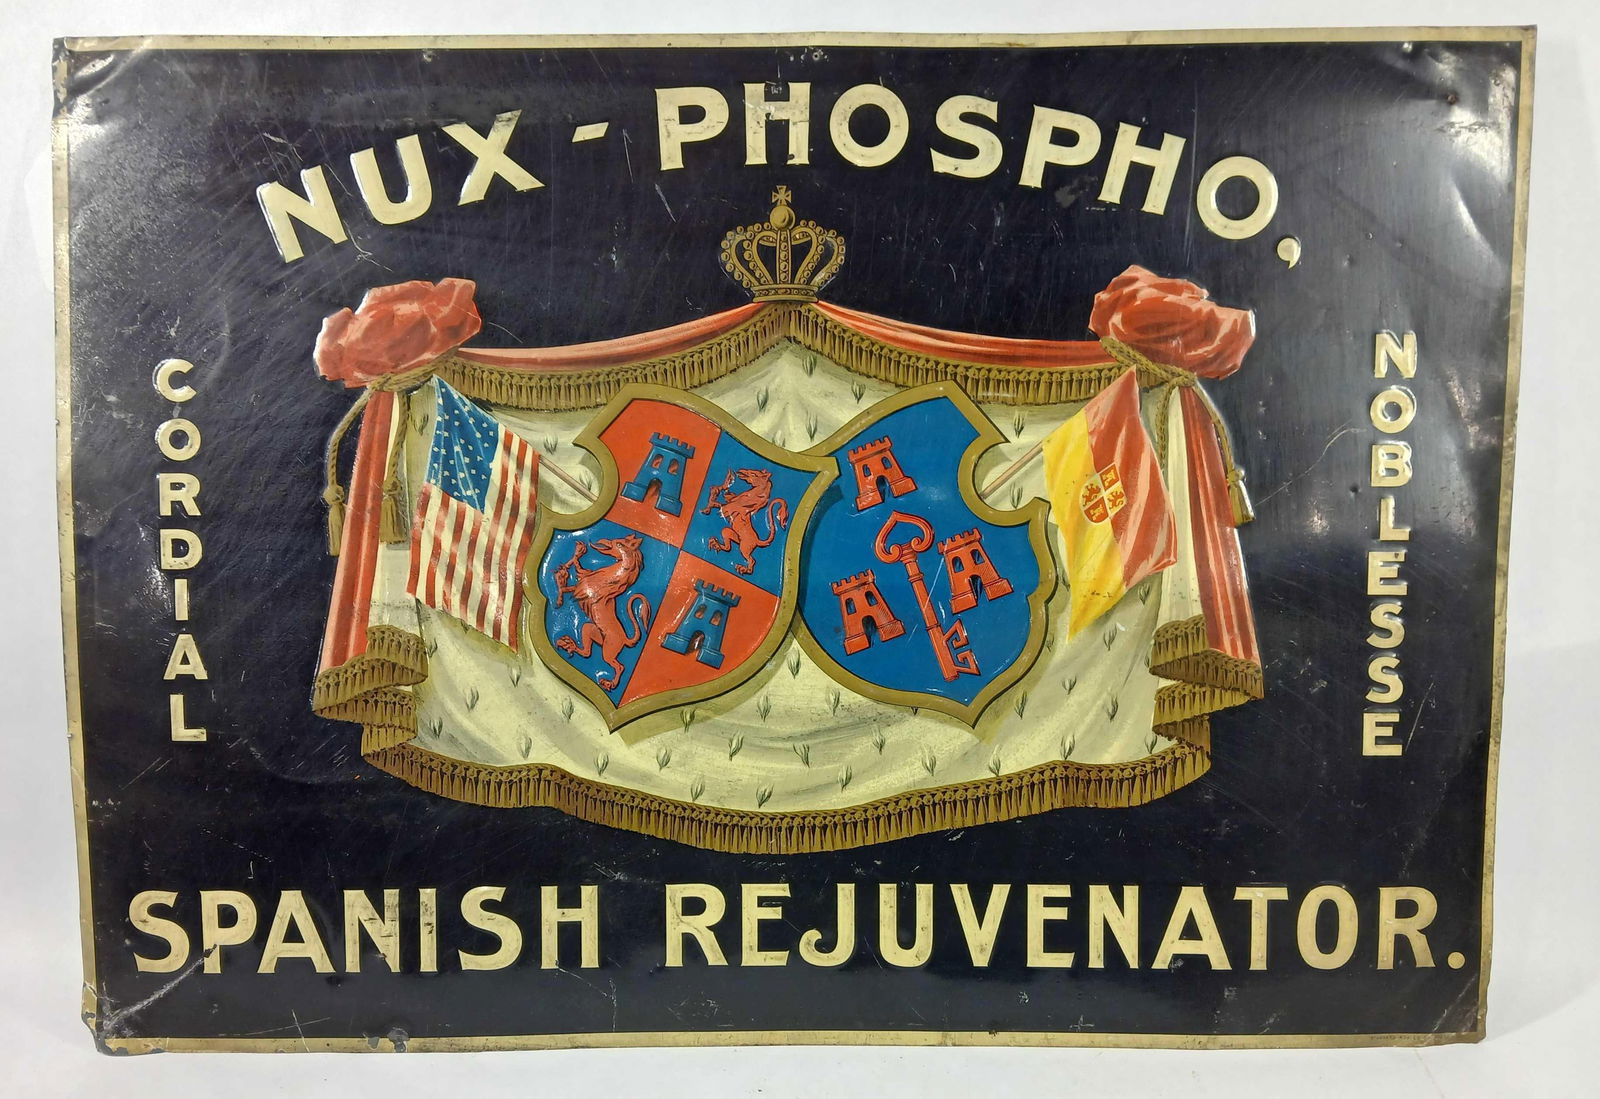 NUX-PHOSPHO,
CORDIAL
NOBLESSE
SPANISH REJUVENATOR.